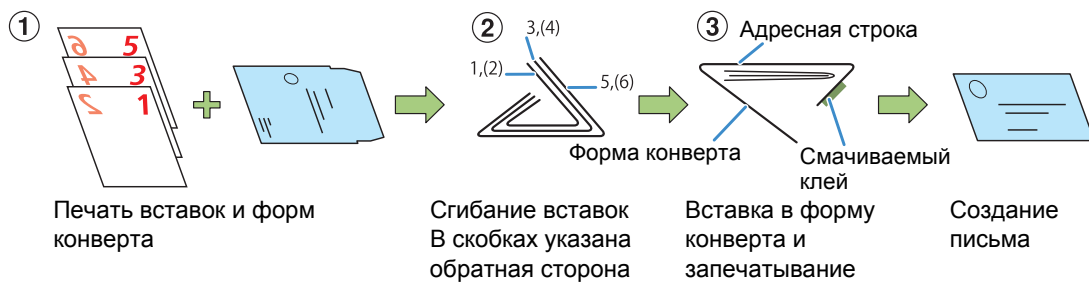 1
6 5
4 3
2 1
Печать вставок и форм
конверта
2
3,(4)
1,(2)
5,(6)
Сгибание вставок
В скобках указана
обратная сторона
3
Адресная строка
Форма конверта
Смачиваемый
клей
Вставка в форму
конверта и
запечатывание
Создание
письма